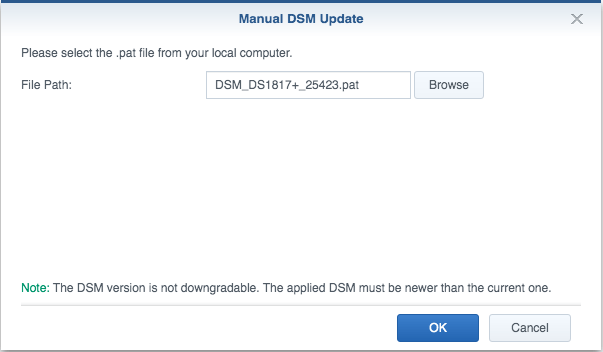 Manual DSM Update
Please select the .pat file from your local computer.
File Path: DSM_DS1817+_25423.pat Browse
Note: The DSM version is not downgradable. The applied DSM must be newer than the current one.
OK Cancel